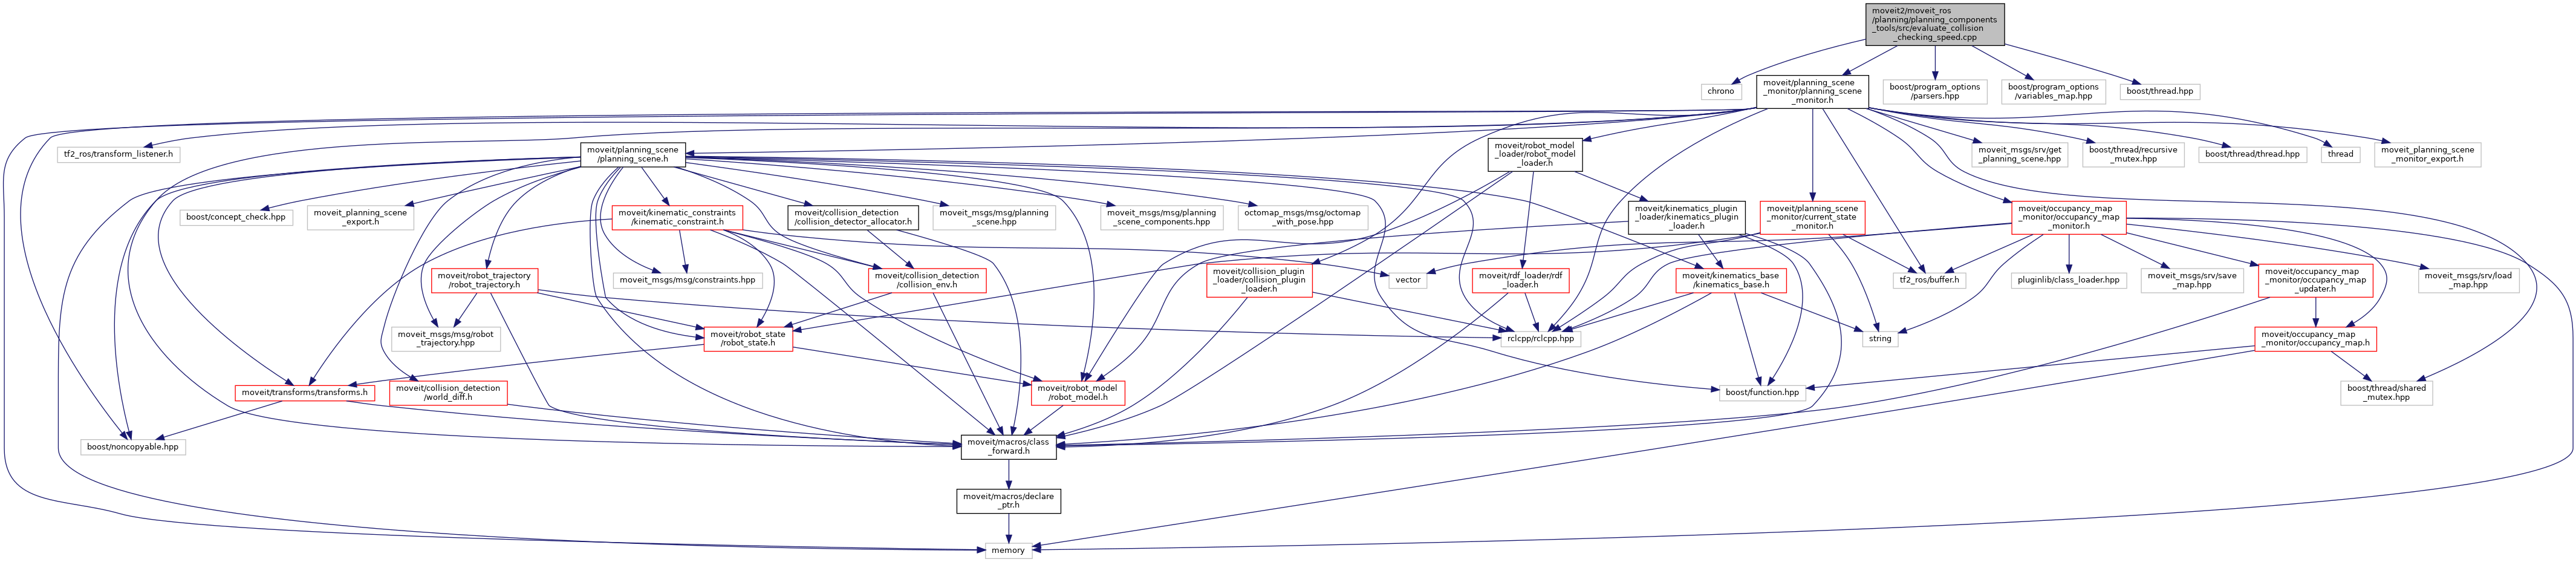 moveit2/moveit_ros
/planning/planning_components
_tools/src/evaluate_collision
_checking_speed.cpp
chrono
moveit/planning_scene
_monitor/planning_scene
_monitor.h
boost/program_options
/parsers.hpp
boost/program_options
/variables_map.hpp
boost/thread.hpp
tf2_ros/transform_listener.h
moveit/planning_scene
/planning_scene.h
moveit/robot_model
_loader/robot_model
_loader.h
moveit_msgs/srv/get
_planning_scene.hpp
boost/thread/recursive
_mutex.hpp
boost/thread/thread.hpp
thread
moveit_planning_scene
_monitor_export.h
boost/concept_check.hpp
moveit_planning_scene
_export.h
moveit/kinematic_constraints
/kinematic_constraint.h
moveit/collision_detection
/collision_detector_allocator.h
moveit_msgs/msg/planning
_scene.hpp
moveit_msgs/msg/planning
_scene_components.hpp
octomap_msgs/msg/octomap
_with_pose.hpp
moveit/kinematics_plugin
_loader/kinematics_plugin
_loader.h
moveit/planning_scene
_monitor/current_state
_monitor.h
moveit/occupancy_map
_monitor/occupancy_map
_monitor.h
moveit/robot_trajectory
/robot_trajectory.h
moveit_msgs/msg/constraints.hpp
moveit/collision_detection
/collision_env.h
moveit/collision_plugin
_loader/collision_plugin
_loader.h
vector
moveit/rdf_loader/rdf
_loader.h
moveit/kinematics_base
/kinematics_base.h
tf2_ros/buffer.h
pluginlib/class_loader.hpp
moveit_msgs/srv/save
_map.hpp
moveit/occupancy_map
_monitor/occupancy_map
_updater.h
moveit_msgs/srv/load
_map.hpp
moveit_msgs/msg/robot
_trajectory.hpp
moveit/robot_state
/robot_state.h
rclcpp/rclcpp.hpp
string
moveit/occupancy_map
_monitor/occupancy_map.h
moveit/transforms/transforms.h
moveit/collision_detection
/world_diff.h
moveit/robot_model
/robot_model.h
boost/function.hpp
boost/thread/shared
_mutex.hpp
boost/noncopyable.hpp
moveit/macros/class
_forward.h
moveit/macros/declare
_ptr.h
memory